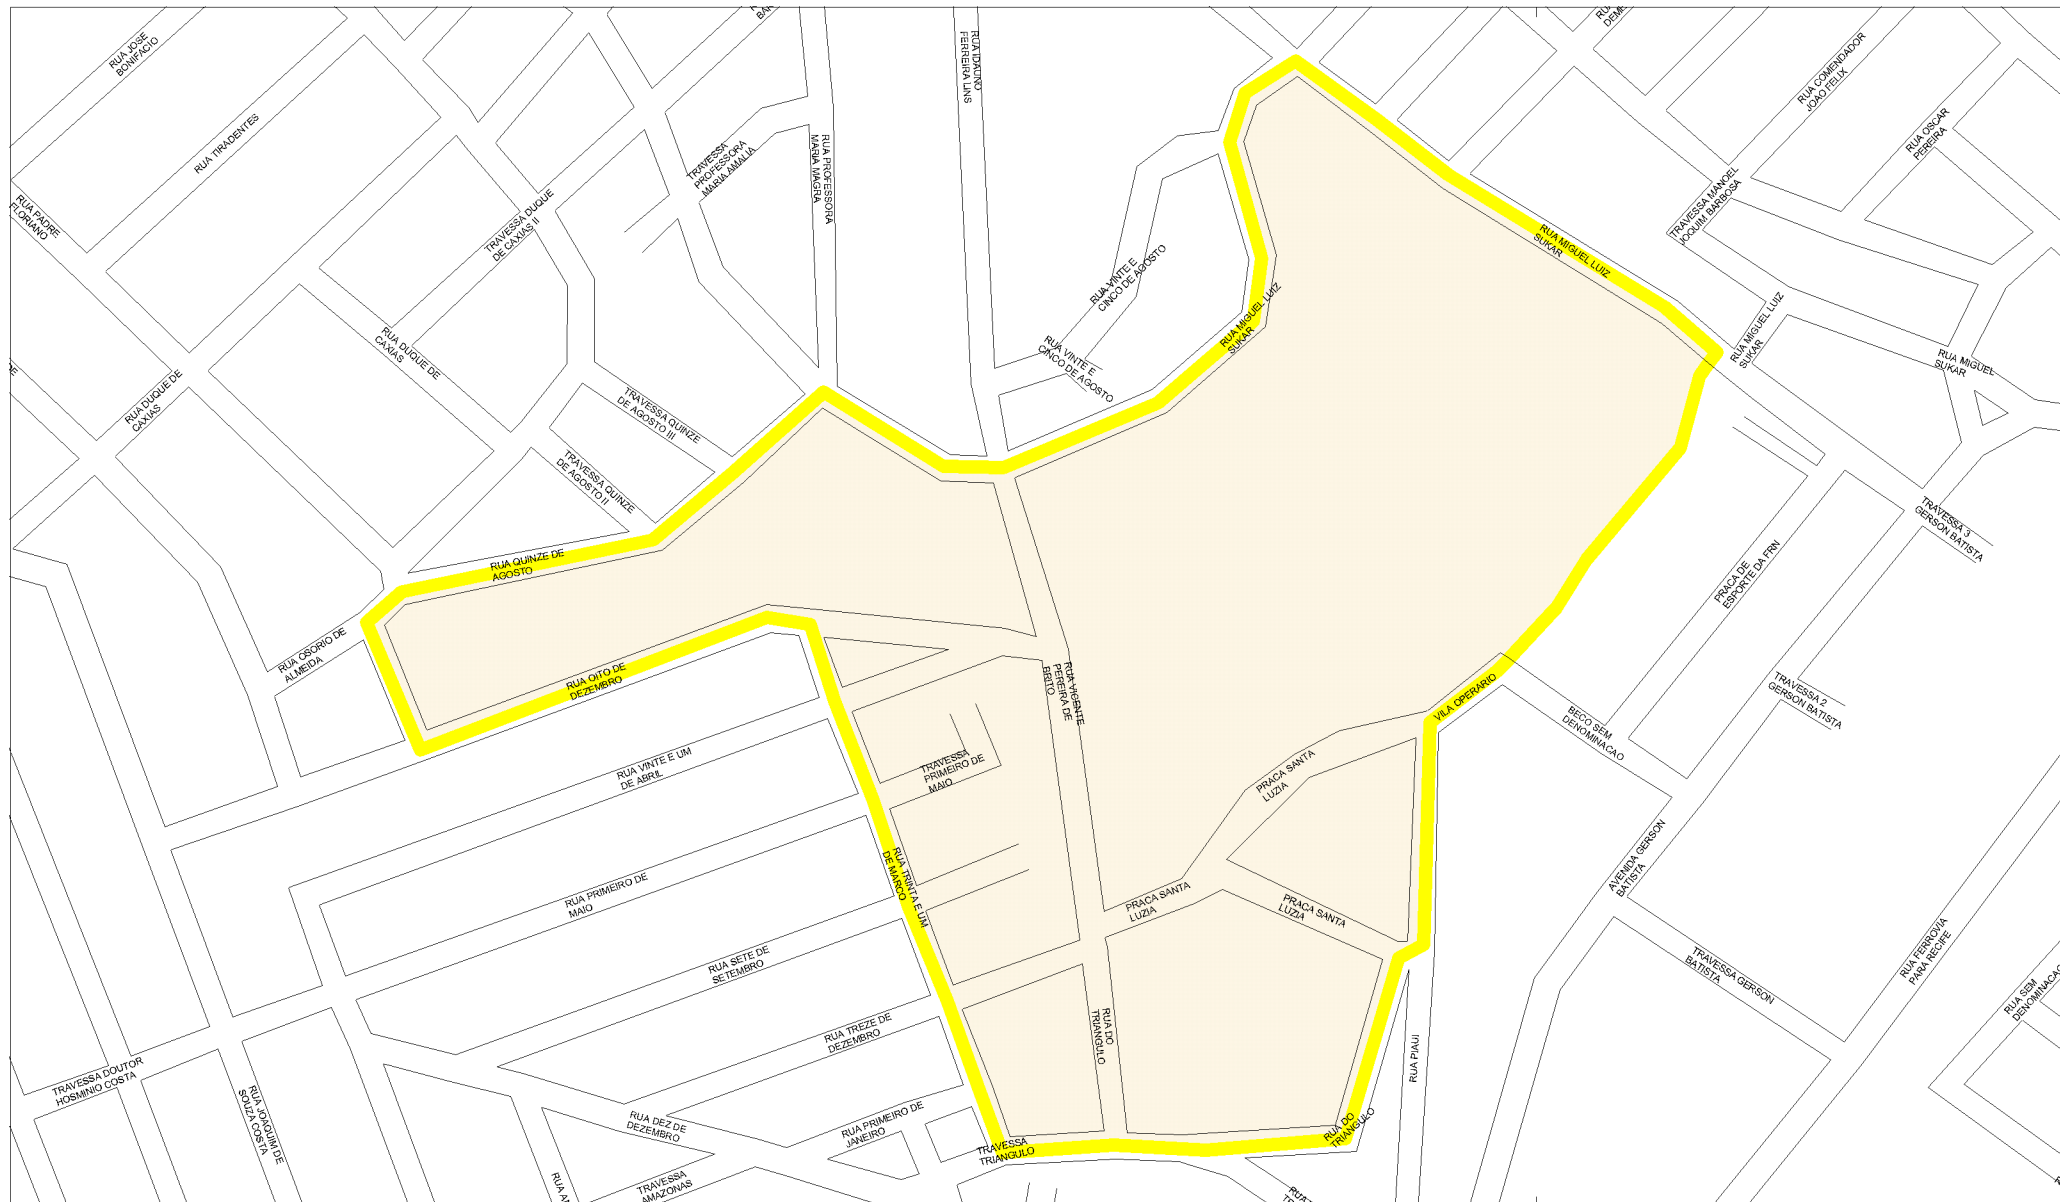 RUA JOSE
BONIFACIO
RUA TIRADENTES
RUA PADRE
FLORIANO
TRAVESSA DUQUE
DE CAXIAS II
TRAVESSA
PROFESSORA
MARIA AMALIA
RUA PROFESSORA
MARIA MAGRA
RUA IDALINO
FERREIRA LINS
RUA VINTE E
CINCO DE AGOSTO
RUA VINTE E
CINCO DE AGOSTO
RUA MIGUEL LUIZ
SUKAR
RUA MIGUEL LUIZ
SUKAR
RUA COMENDADOR
JOAO FELIX
RUA OSCAR
PEREIRA
TRAVESSA MANOEL
JOQUIM BARBOSA
RUA MIGUEL LUIZ
SUKAR
RUA MIGUEL
SUKAR
RUA DUQUE DE
CAXIAS
RUA DUQUE DE
CAXIAS
TRAVESSA QUINZE
DE AGOSTO III
TRAVESSA QUINZE
DE AGOSTO II
RUA QUINZE DE
AGOSTO
RUA OSORIO DE
ALMEIDA
RUA OITO DE
DEZEMBRO
RUA VICENTE
PEREIRA DE
BRITO
TRAVESSA 3
GERSON BATISTA
PRACA DE
ESPORTE DA FRN
TRAVESSA 2
GERSON BATISTA
VILA OPERARIO
BECO SEM
DENOMINACAO
RUA VINTE E UM
DE ABRIL
TRAVESSA
PRIMEIRO DE
MAIO
PRACA SANTA
LUZIA
RUA PRIMEIRO DE
MAIO
RUA TRINTA E UM
DE MARCO
PRACA SANTA
LUZIA
PRACA SANTA
LUZIA
AVENIDA GERSON
BATISTA
RUA SETE DE
SETEMBRO
TRAVESSA GERSON
BATISTA
RUA FERROVIA
PARA RECIFE
RUA SEM
DENOMINACAO
RUA TREZE DE
DEZEMBRO
RUA DO
TRIANGULO
RUA PIAUI
TRAVESSA DOUTOR
HOSMINIO COSTA
RUA JOAQUIM DE
SOUZA COSTA
RUA DEZ DE
DEZEMBRO
RUA PRIMEIRO DE
JANEIRO
TRAVESSA
TRIANGULO
RUA DO
TRIANGULO
TRAVESSA
AMAZONAS